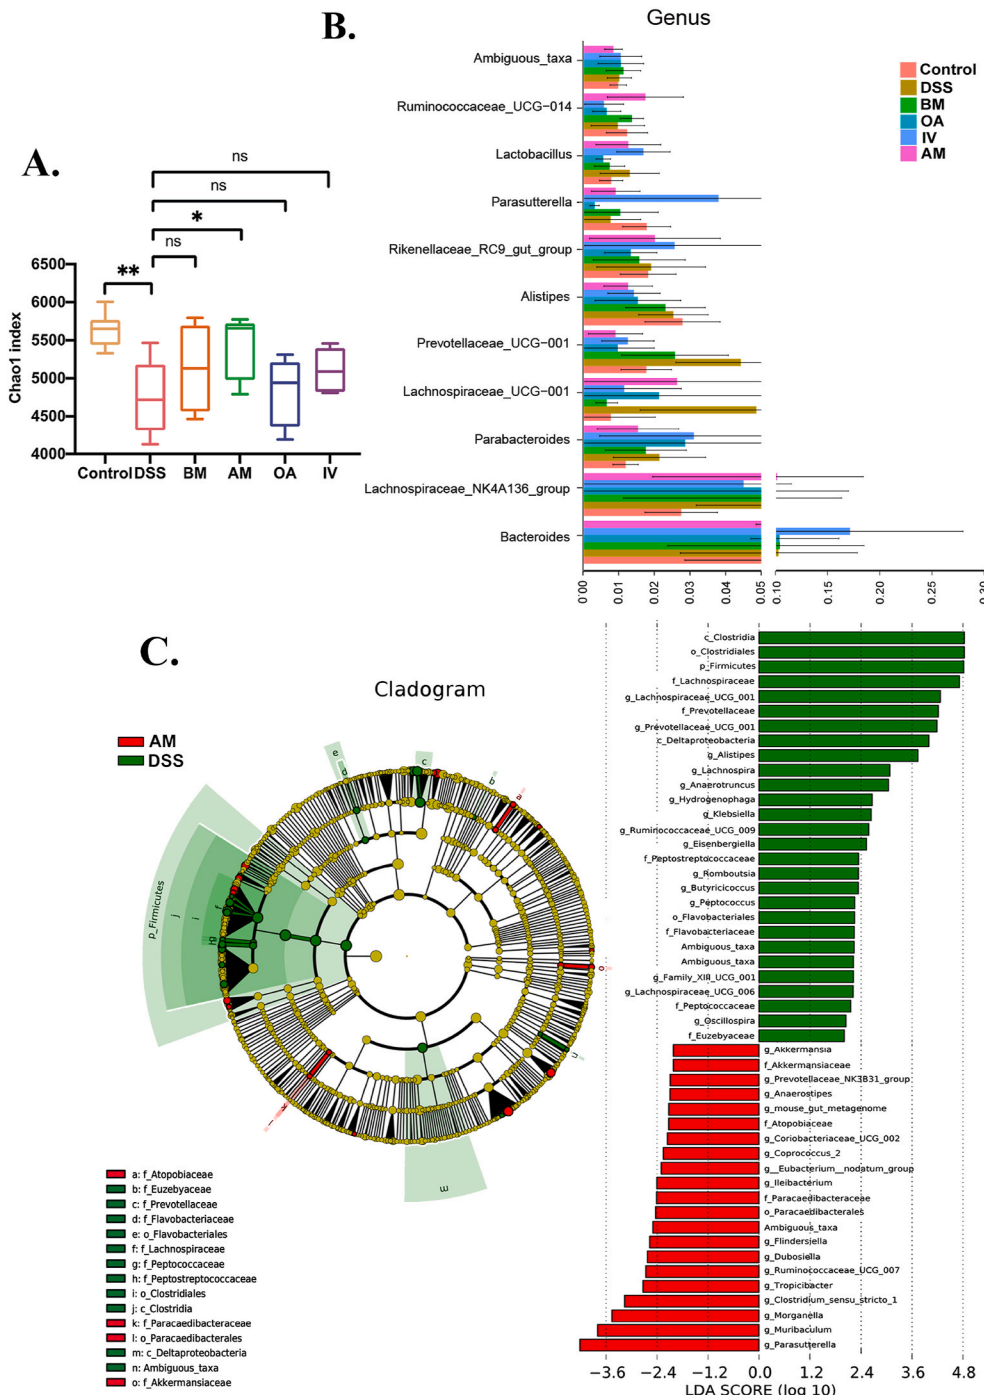 A.
ns
ns
*
ns
**
6500
6000
5500
5000
4500
4000
Chao1 index
Control
DSS
BM
AM
OA
IV
B.
Genus
Ambiguous_taxa
Ruminococcaceae_UCG−014
Lactobacillus
Parasutterella
Rikenellaceae_RC9_gut_group
Alistipes
Prevotellaceae_UCG−001
Lachnospiraceae_UCG−001
Parabacteroides
Lachnospiraceae_NK4A136_group
Bacteroides
0.00
0.01
0.02
0.03
0.04
0.05
0.10
0.15
0.20
0.25
0.30
Control
DSS
BM
OA
IV
AM
C.
Cladogram
AM
DSS
p_Firmicutes
j
i
f
h
g
e
d
c
b
a
o
n
m
l
k
a: f_Atopobiaceae
b: f_Euzebyaceae
c: f_Prevotellaceae
d: f_Flavobacteriaceae
e: o_Flavobacteriales
f: f_Lachnospiraceae
g: f_Peptococcaceae
h: f_Peptostreptococcaceae
i: o_Clostridiales
j: c_Clostridia
k: f_Paracaedibacteraceae
l: o_Paracaedibacterales
m: c_Deltaproteobacteria
n: Ambiguous_taxa
o: f_Akkermansiaceae
c_Clostridia
o_Clostridiales
p_Firmicutes
f_Lachnospiraceae
g_Lachnospiraceae_UCG_001
f_Prevotellaceae
g_Prevotellaceae_UCG_001
c_Deltaproteobacteria
g_Alistipes
g_Lachnospira
g_Anaerotruncus
g_Hydrogenophaga
g_Klebsiella
g_Ruminococcaceae_UCG_009
g_Eisenbergiella
f_Peptostreptococcaceae
g_Romboutsia
g_Butyricicoccus
g_Peptococcus
o_Flavobacteriales
f_Flavobacteriaceae
Ambiguous_taxa
Ambiguous_taxa
g_Family_XIII_UCG_001
g_Lachnospiraceae_UCG_006
f_Peptococcaceae
g_Oscillospira
f_Euzebyaceae
g_Akkermansia
f_Akkermansiaceae
g_Prevotellaceae_NK3B31_group
g_Anaerostipes
g_mouse_gut_metagenome
f_Atopobiaceae
g_Coriobacteriaceae_UCG_002
g_Coprococcus_2
g__Eubacterium__nodatum_group
g_Ileibacterium
f_Paracaedibacteraceae
o_Paracaedibacterales
Ambiguous_taxa
g_Flindersiella
g_Dubosiella
g_Ruminococcaceae_UCG_007
g_Tropicibacter
g_Clostridium_sensu_stricto_1
g_Morganella
g_Muribaculum
g_Parasutterella
−3.6
−2.4
−1.2
0.0
1.2
2.4
3.6
4.8
LDA SCORE (log 10)